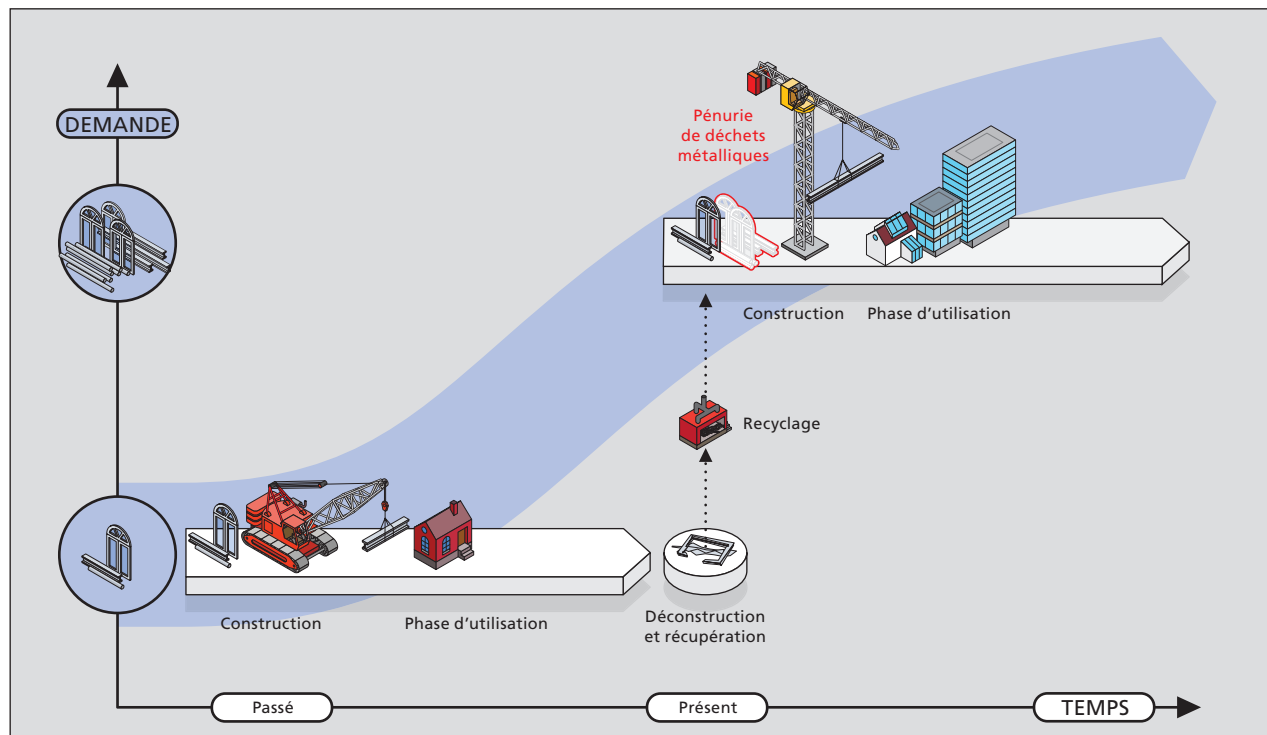 DEMANDE
Pénurie
de déchets
métalliques
Construction
Phase d'utilisation
Recyclage
Construction
Phase d'utilisation
Déconstruction
et récupération
Passé
Présent
TEMPS